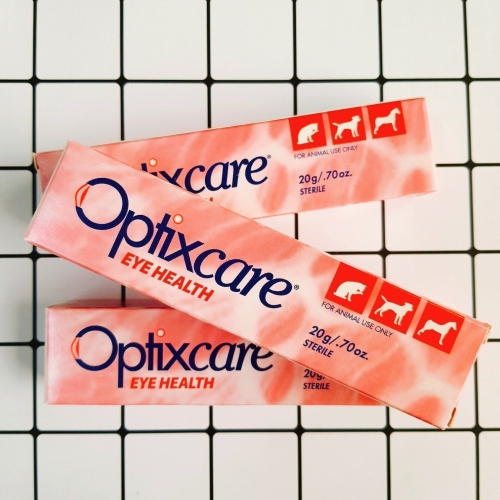 Optixcare®
FOR ANIMAL USE ONLY
20g/.70oz.
STERILE
Optixcare®
EYE HEALTH
FOR ANIMAL USE ONLY
20g/.70oz.
STERILE
Optixcare
EYE HEALTH
20g
STERILE